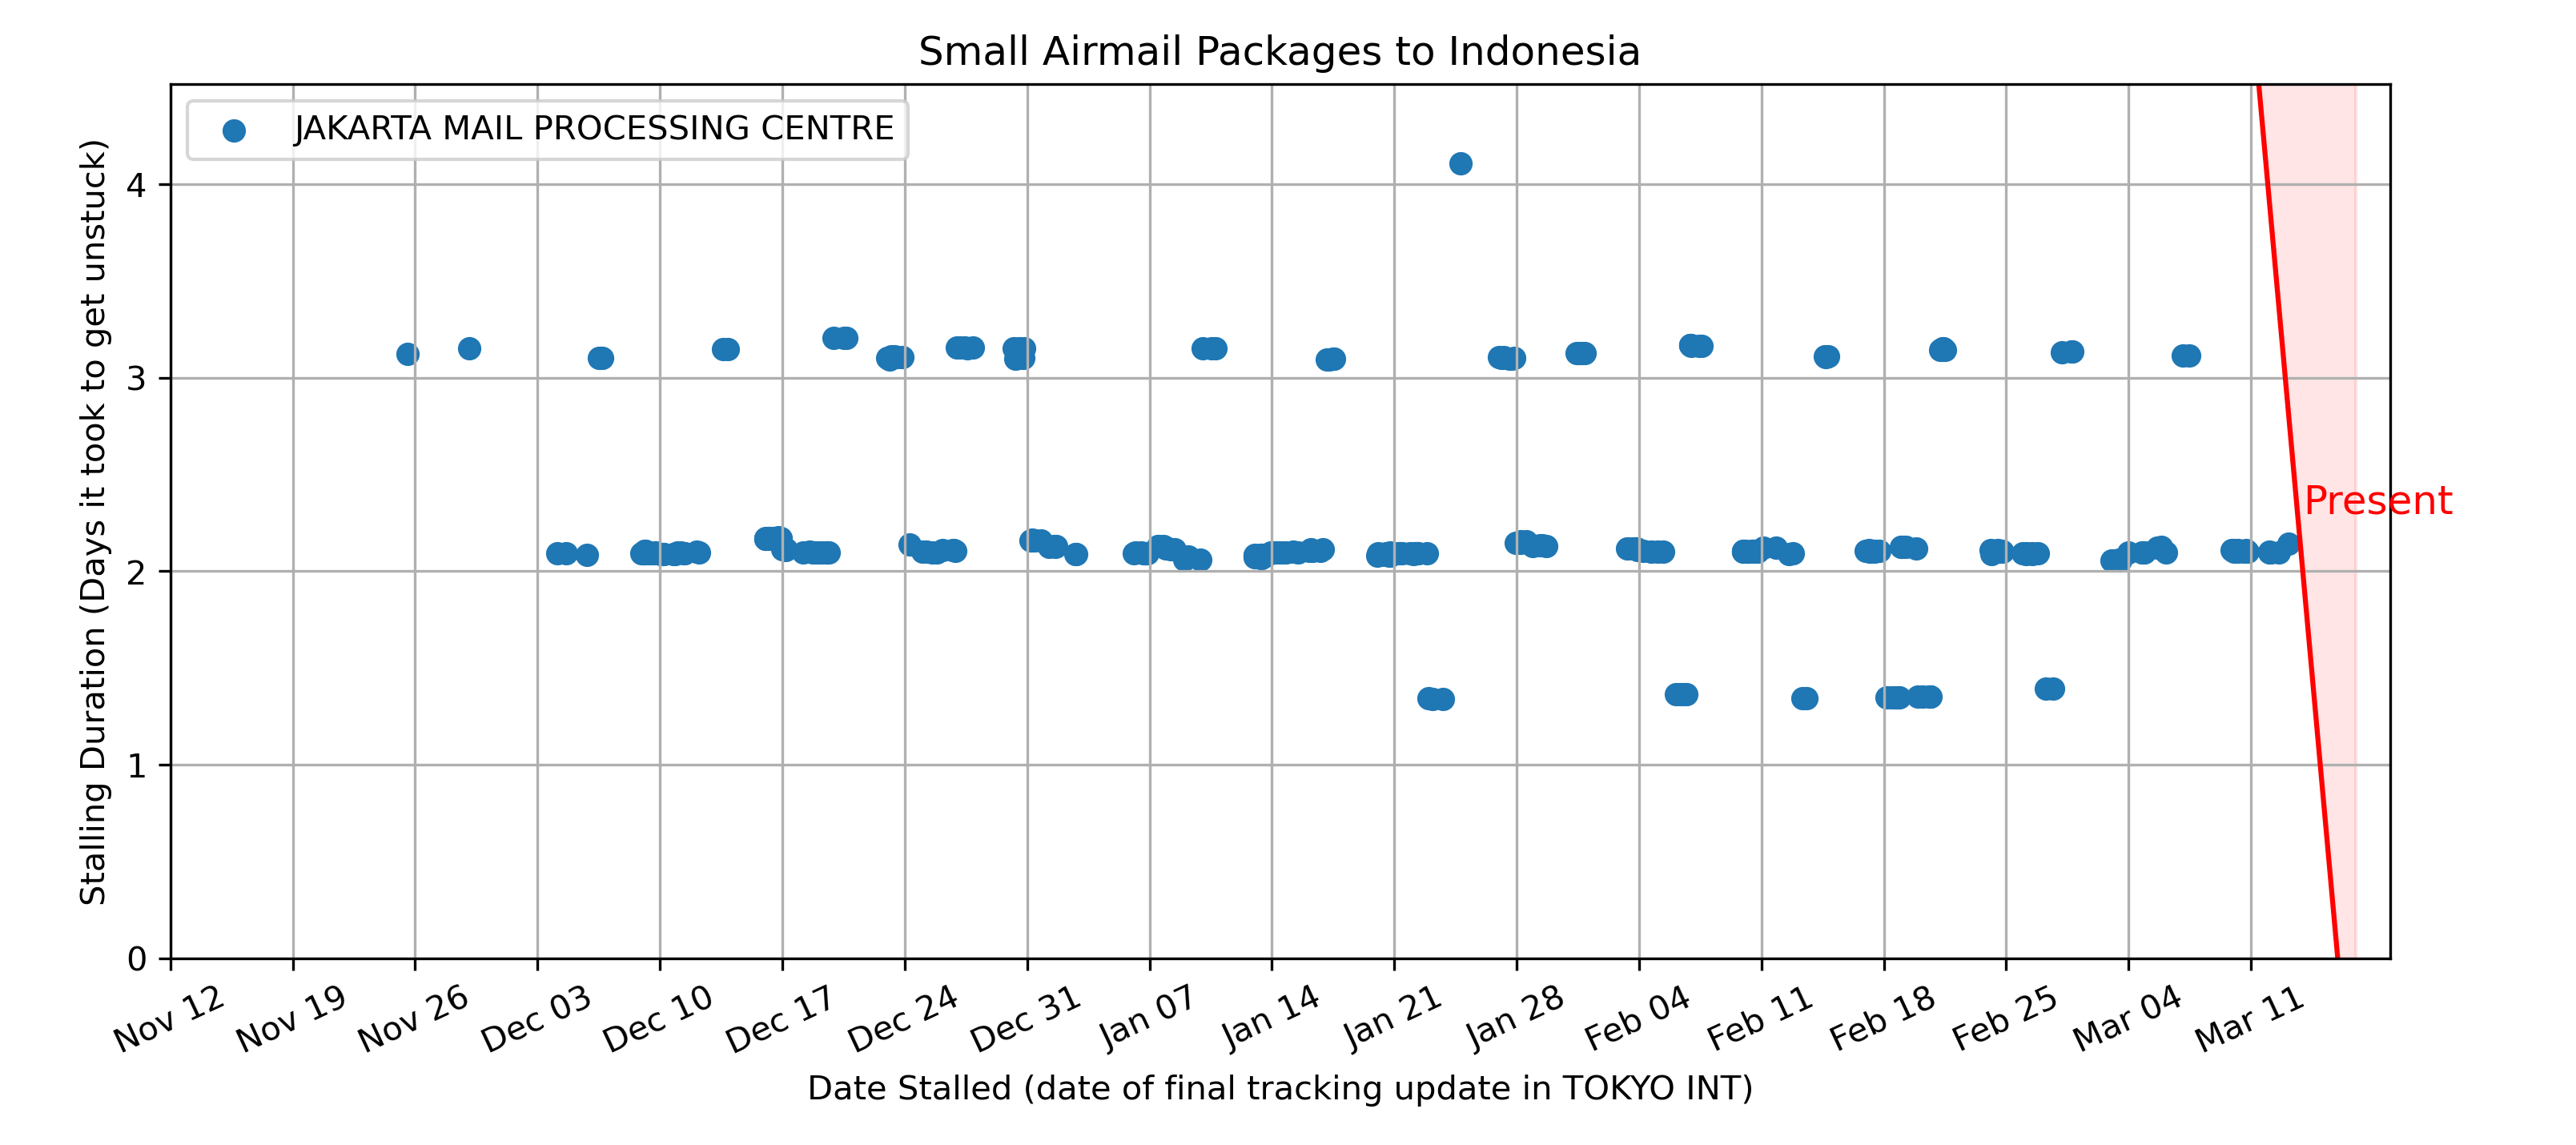 Small Airmail Packages to Indonesia
JAKARTA MAIL PROCESSING CENTRE
Stalling Duration (Days it took to get unstuck)
4
3
2
1
0
Present
Nov 12
Nov 19
Nov 26
Dec 03
Dec 10
Dec 17
Dec 24
Dec 31
Jan 07
Jan 14
Jan 21
Jan 28
Feb 04
Feb 11
Feb 18
Feb 25
Mar 04
Mar 11
Date Stalled (date of final tracking update in TOKYO INT)